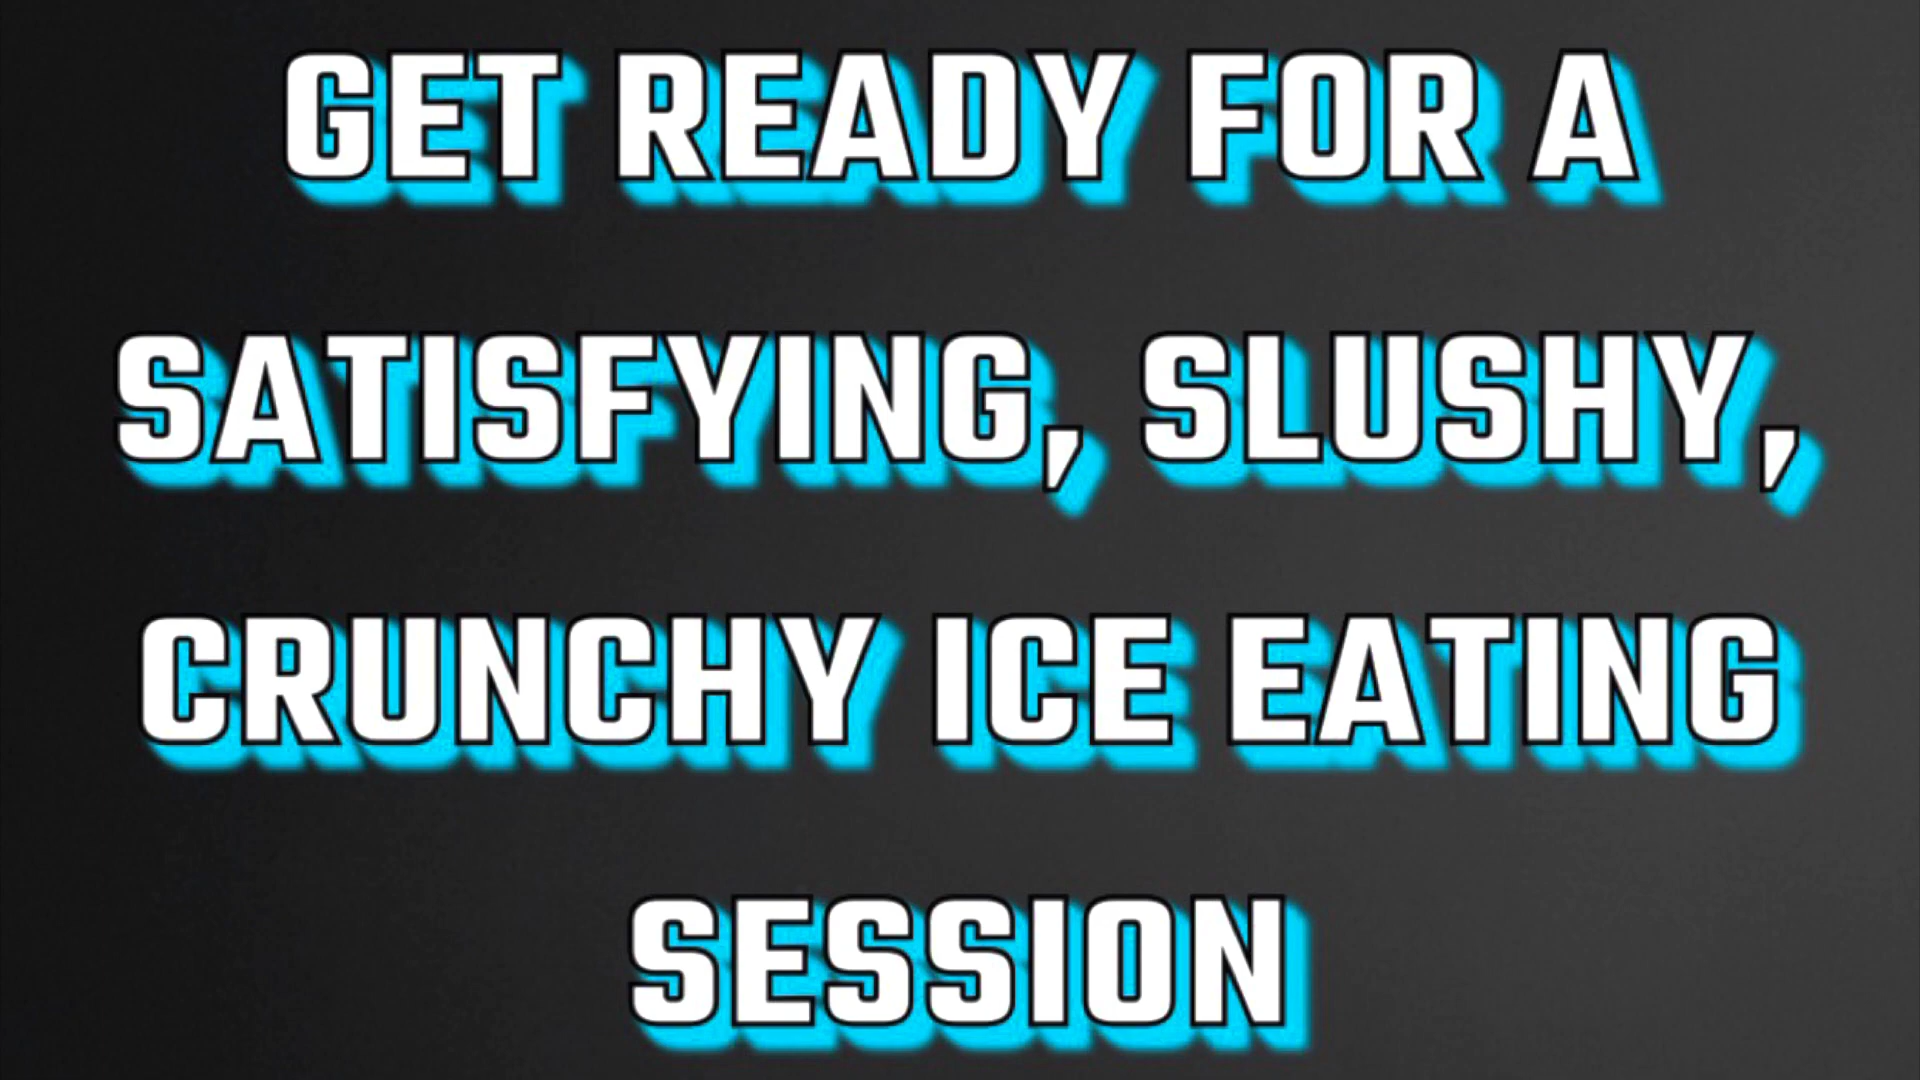 GET READY FOR A
SATISFYING, SLUSHY,
CRUNCHY ICE EATING
SESSION